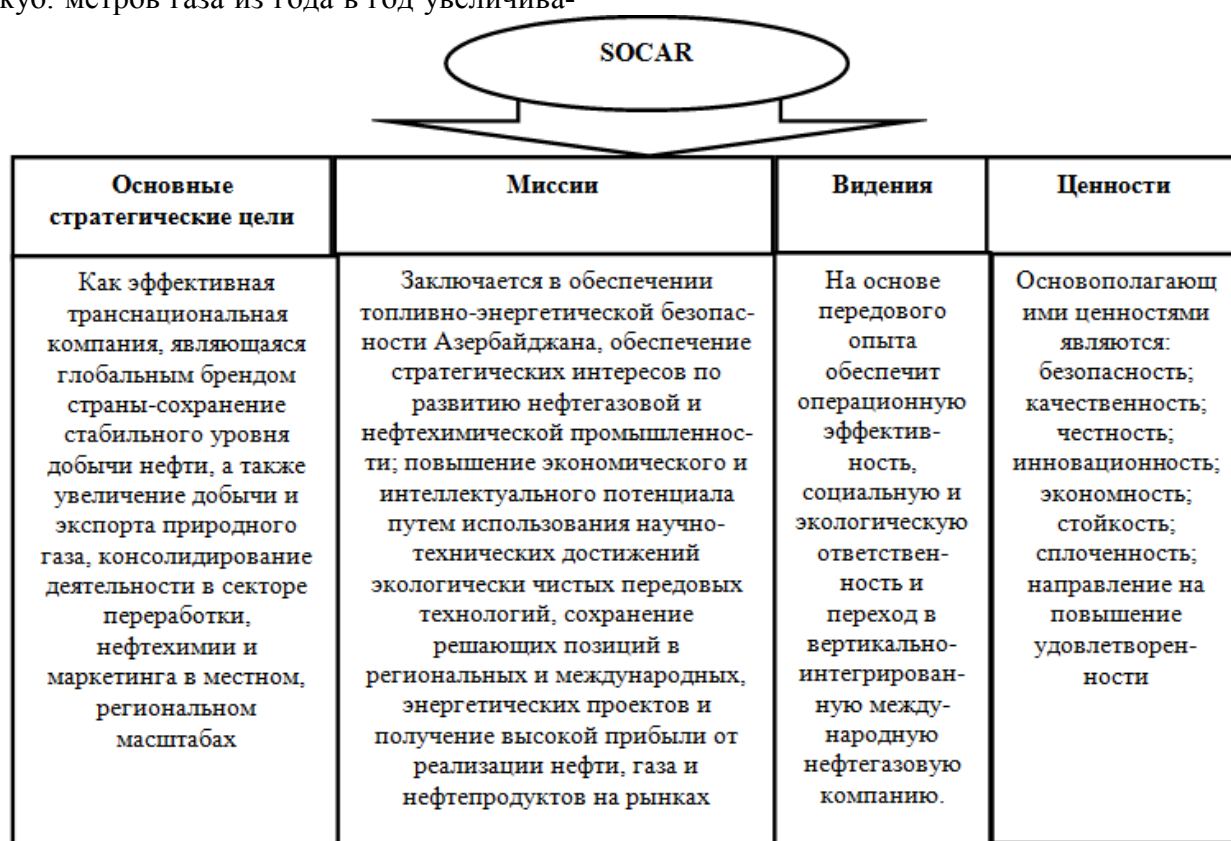 куб. метров газа из года в год увеличива-
SOCAR
Основные
стратегические цели
Миссии
Видения
Ценности
Как эффективная
транснациональная
компания, являющаяся
глобальным брендом
страны-сохранение
стабильного уровня
добычи нефти, а также
увеличение добычи и
экспорта природного
газа, консолидирование
деятельности в секторе
переработки,
нефтехимии и
маркетинга в местном,
региональном
масштабах
Заключается в обеспечении
топливно-энергетической безопас-
ности Азербайджана, обеспечение
стратегических интересов по
развитию нефтегазовой и
нефтехимической промышленнос-
ти; повышение экономического и
интеллектуального потенциала
путем использования научно-
технических достижений
экологически чистых передовых
технологий, сохранение
решающих позиций в
региональных и международных,
энергетических проектов и
получение высокой прибыли от
реализации нефти, газа и
нефтепродуктов на рынках
На основе
передового
опыта
обеспечит
операционную
эффектив-
ность,
социальную и
экологическую
ответствен-
ность и
переход в
вертикально-
интегрирован-
ную между-
народную
нефтегазовую
компанию.
Основополагающ
ими ценностями
являются:
безопасность;
качественность;
честность;
инновационность;
экономность;
стойкость;
сплоченность;
направление на
повышение
удовлетворен-
ности